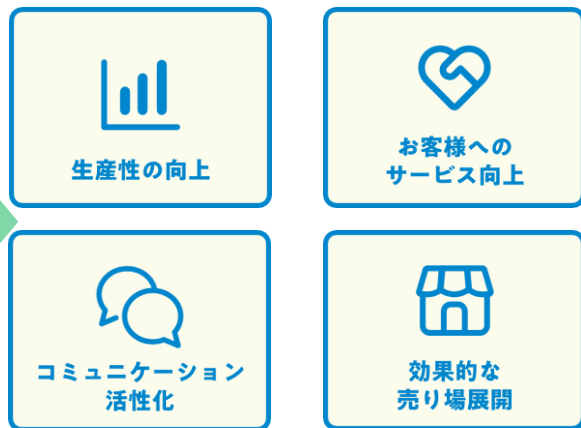 生産性の向上
お客様への
サービス向上
コミュニケーション
活性化
効果的な
売り場展開